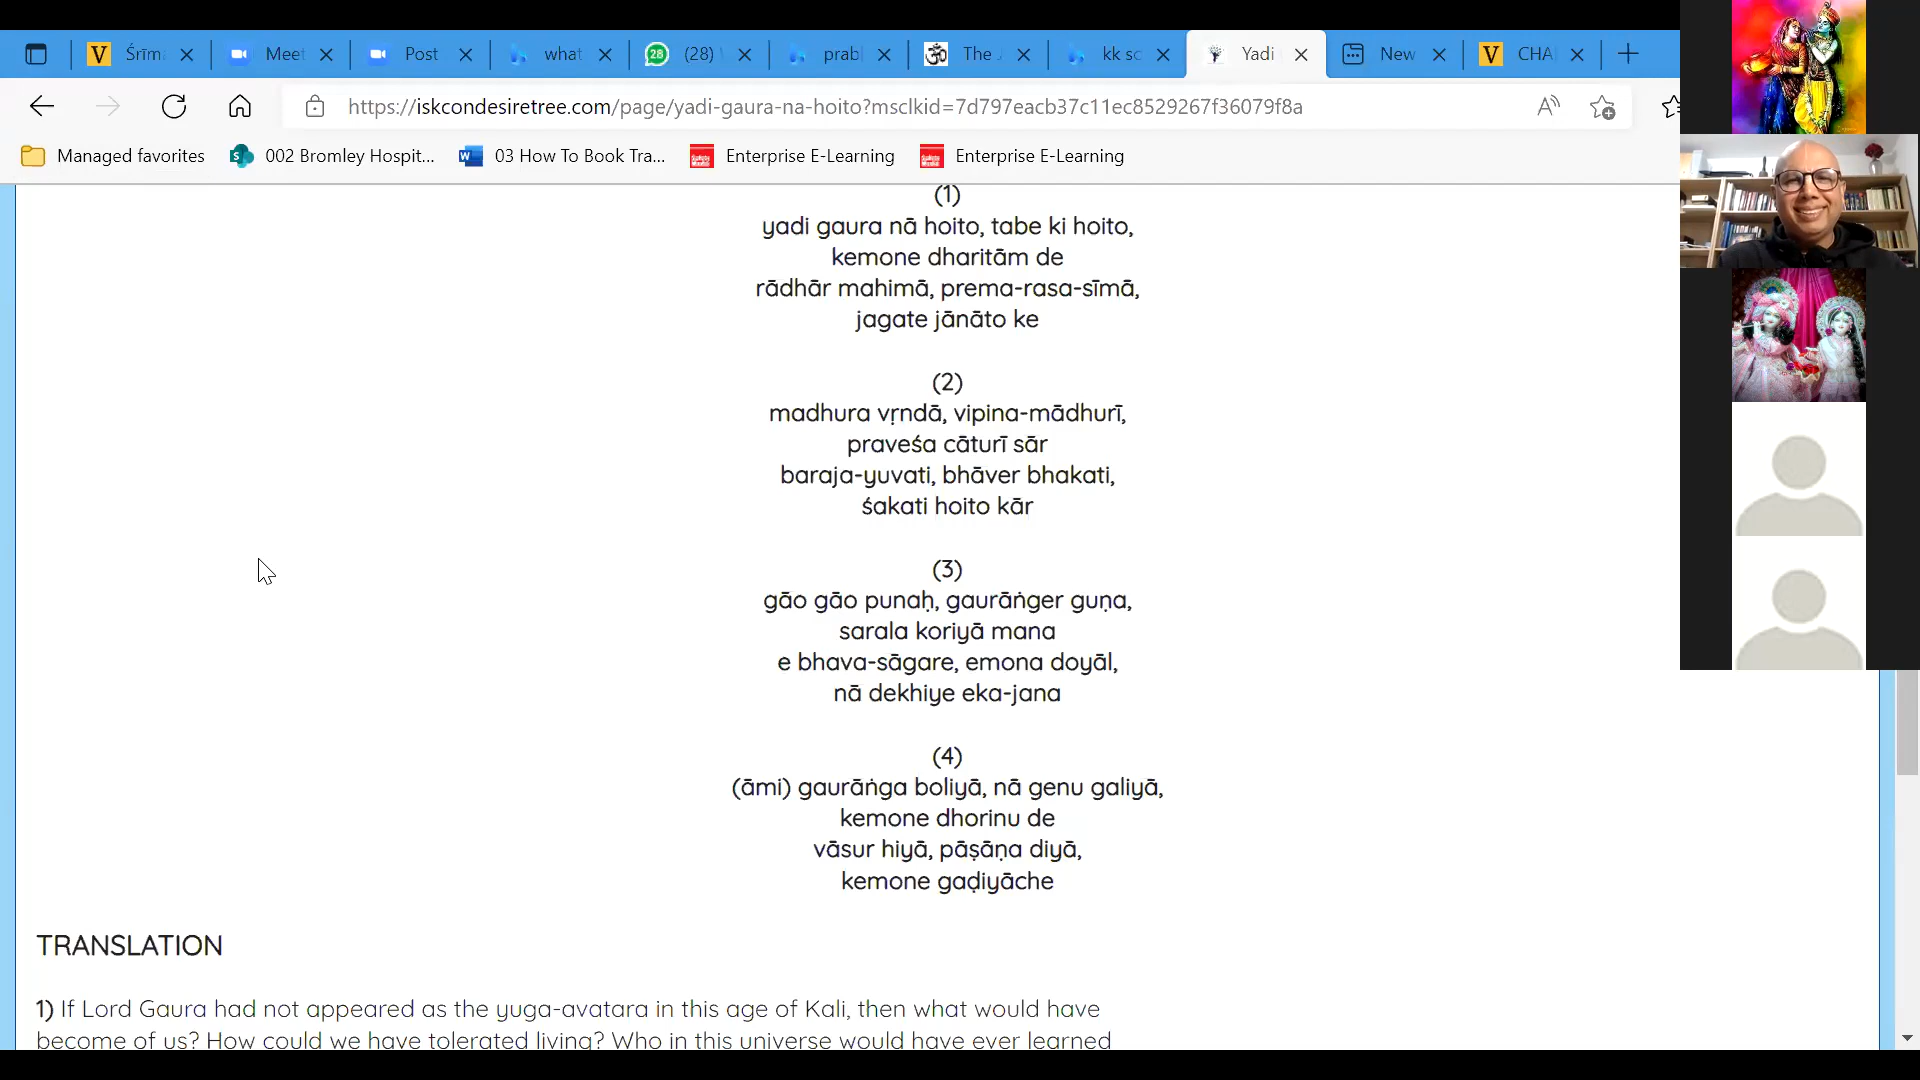 Śrīm
Meet
Post
what
(28)
prab
The
kk sc
Yadi
New
CHA
https://iskcondesiretree.com/page/yadi-gaura-na-hoito?msclkid=7d797eacb37c11ec8529267f36079f8a
Managed favorites
002 Bromley Hospit...
03 How To Book Tra...
Enterprise E-Learning
Enterprise E-Learning
(1)
yadi gaura nā hoito, tabe ki hoito,
kemone dharitām de
rādhār mahimā, prema-rasa-sīmā,
jagate jānāto ke
(2)
madhura vṛndā, vipina-mādhurī,
praveśa cāturī sār
baraja-yuvati, bhāver bhakati,
śakati hoito kār
(3)
gāo gāo punaḥ, gaurāṅger guṇa,
sarala koriyā mana
e bhava-sāgare, emona doyāl,
nā dekhiye eka-jana
(4)
(āmi) gaurāṅga boliyā, nā genu galiyā,
kemone dhorinu de
vāsur hiyā, pāṣāṇa diyā,
kemone gaḍiyāche
TRANSLATION
1) If Lord Gaura had not appeared as the yuga-avatara in this age of Kali, then what would have
become of us? How could we have tolerated living? Who in this universe would have ever learned